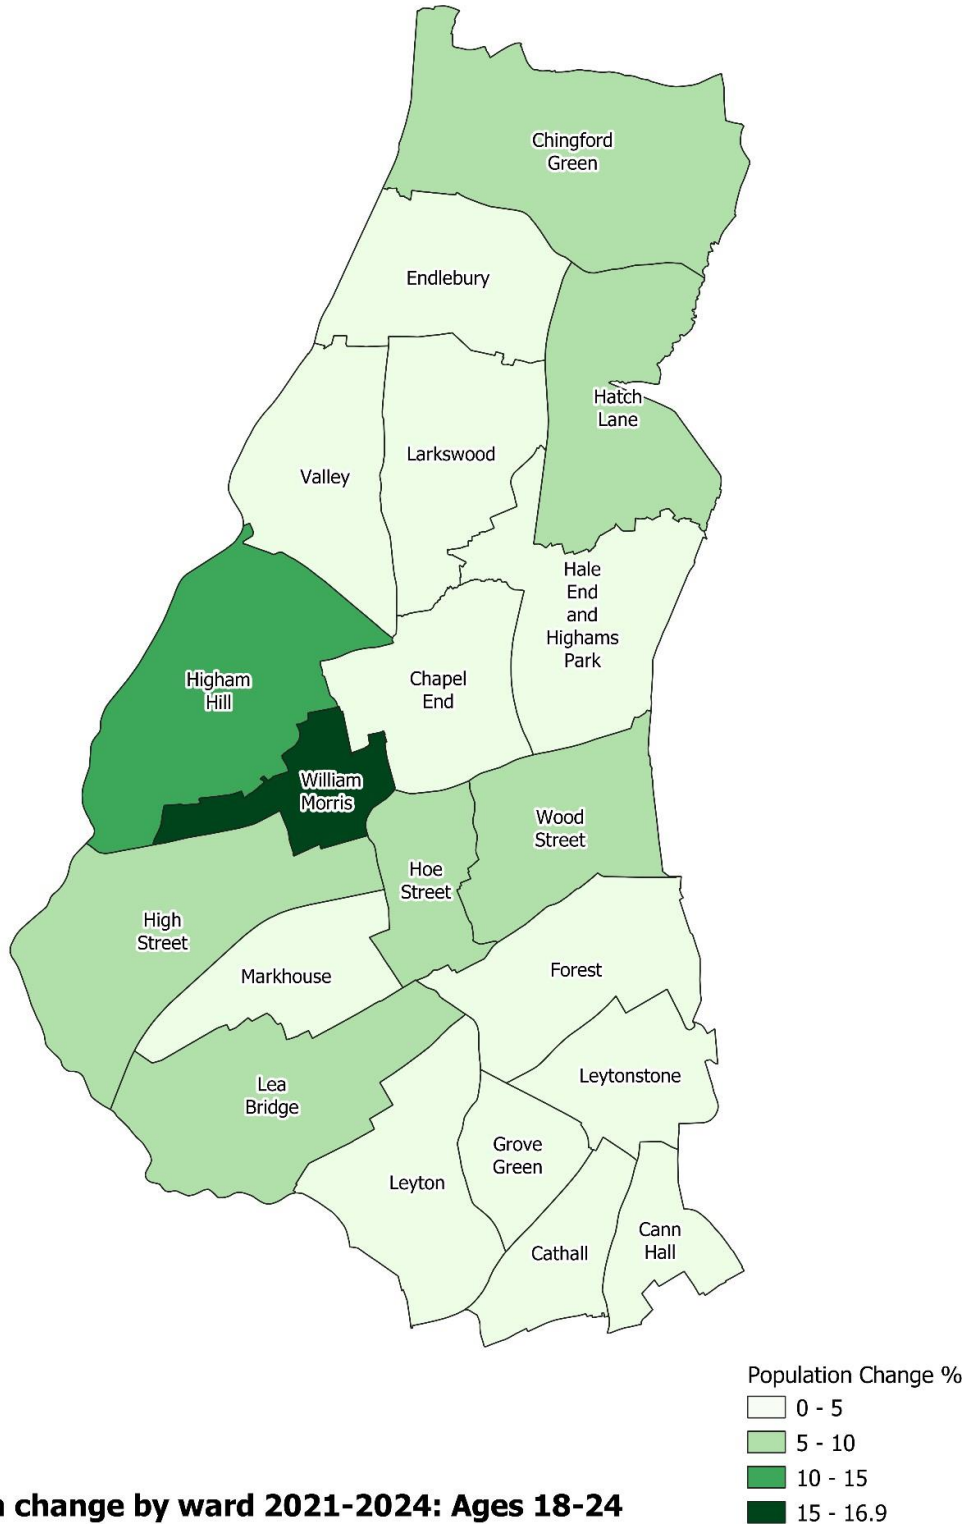 Chingford
Green
Endlebury
Hatch
Lane
Larkswood
Valley
Hale
End
and
Highams
Park
Higham
Hill
Chapel
End
William
Morris
Wood
Street
Hoe
Street
High
Street
Markhouse
Forest
Leytonstone
Lea
Bridge
Grove
Green
Leyton
Cann
Hall
Cathall
Population Change %
0 - 5
5 - 10
10 - 15
15 - 16.9
change by ward 2021-2024: Ages 18-24